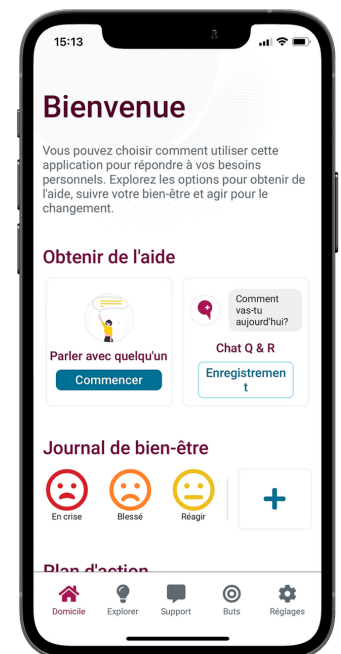 15:13
Bienvenue
Vous pouvez choisir comment utiliser cette
application pour répondre à vos besoins
personnels. Explorez les options pour obtenir de
l'aide, suivre votre bien-être et agir pour le
changement.
Obtenir de l'aide
Parler avec quelqu'un
Commencer
Comment
vas-tu
aujourd'hui?
Chat Q & R
Enregistremen
t
Journal de bien-être
En crise
Blessé
Réagir
Plan d'action
Domicile
Explorer
Support
Buts
Réglages